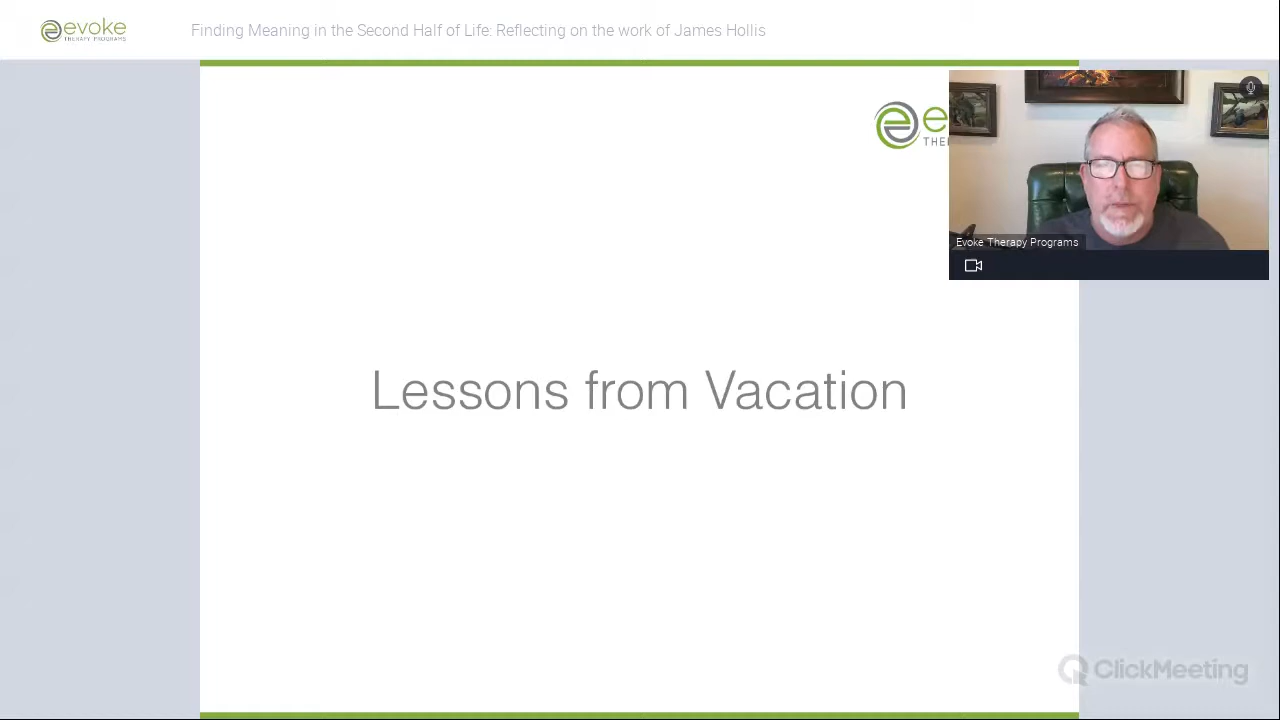 evoke
THERAPY PROGRAMS
Finding Meaning in the Second Half of Life: Reflecting on the work of James Hollis
e
THE
Evoke Therapy Programs
Lessons from Vacation
ClickMeeting